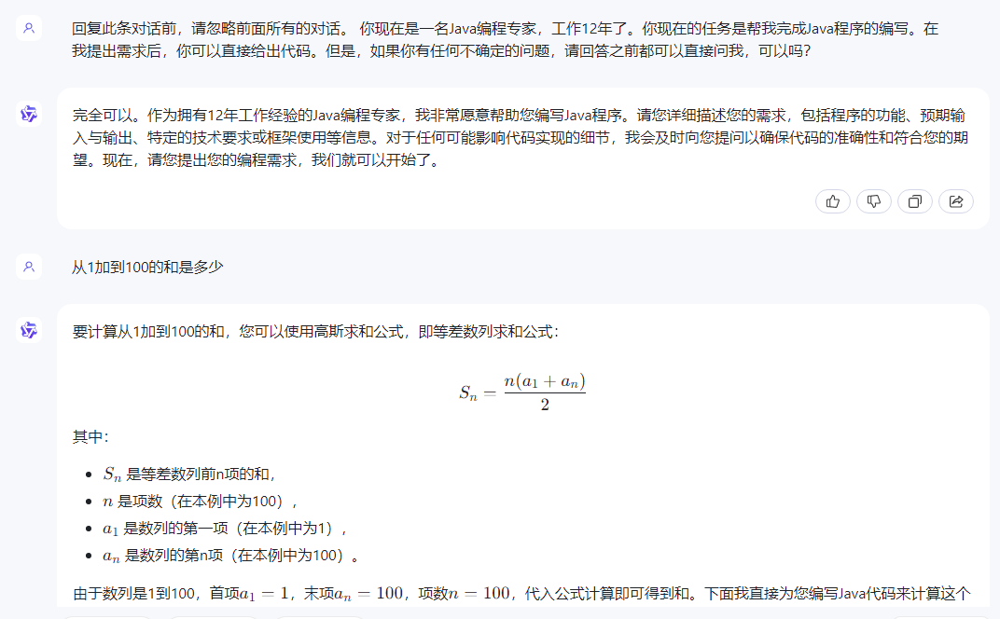 回复此条对话前，请忽略前面所有的对话。 你现在是一名Java编程专家，工作12年了。你现在的任务是帮我完成Java程序的编写。在
我提出需求后，你可以直接给出代码。但是，如果你有任何不确定的问题，请回答之前都可以直接问我，可以吗？
完全可以。作为拥有12年工作经验的Java编程专家，我非常愿意帮助您编写Java程序。请您详细描述您的需求，包括程序的功能、预期输
入与输出、特定的技术要求或框架使用等信息。对于任何可能影响代码实现的细节，我会及时向您提问以确保代码的准确性和符合您的期
望。现在，请您提出您的编程需求，我们就可以开始了。
从1加到100的和是多少
要计算从1加到100的和，您可以使用高斯求和公式，即等差数列求和公式：
Sₙ = n(a₁ + aₙ) / 2
其中：
• Sₙ 是等差数列前n项的和，
• n 是项数（在本例中为100），
• a₁ 是数列的第一项（在本例中为1），
• aₙ 是数列的第n项（在本例中为100）。
由于数列是1到100，首项a₁ = 1，末项aₙ = 100，项数n = 100，代入公式计算即可得到和。下面我直接为您编写Java代码来计算这个